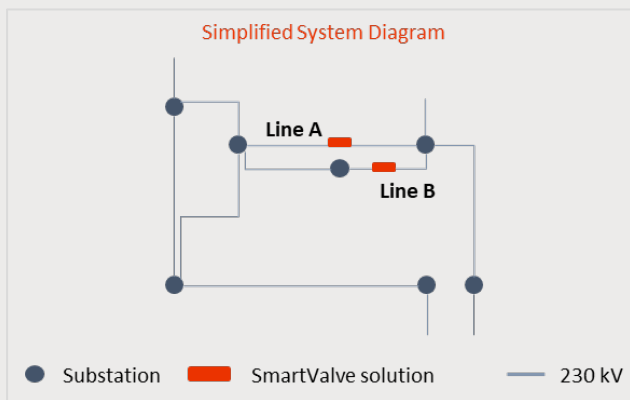 Simplified System Diagram
Line A
Line B
Substation
SmartValve solution
230 kV